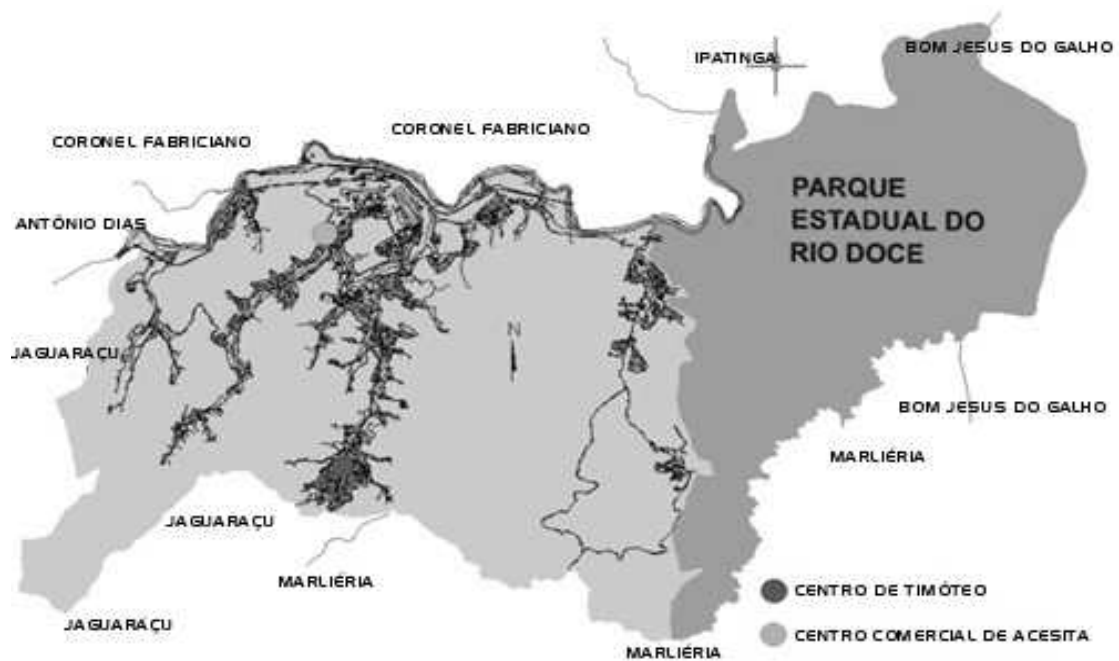 BOM JESUS DO GALHO
IPATINGA
CORONEL FABRICIANO
CORONEL FABRICIANO
PARQUE
ESTADUAL DO
RIO DOCE
ANTÔNIO DIAS
N
JAGUARAÇU
BOM JESUS DO GALHO
MARLIÉRIA
JAGUARAÇU
MARLIÉRIA
CENTRO DE TIMÓTEO
JAGUARAÇU
CENTRO COMERCIAL DE ACESITA
MARLIÉRIA